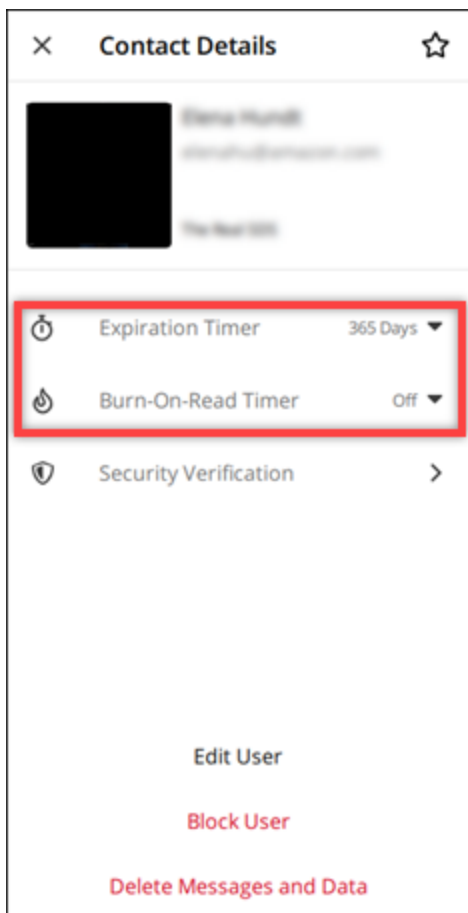 Contact Details
Expiration Timer 365 Days
Burn-On-Read Timer Off
Security Verification
Edit User
Block User
Delete Messages and Data